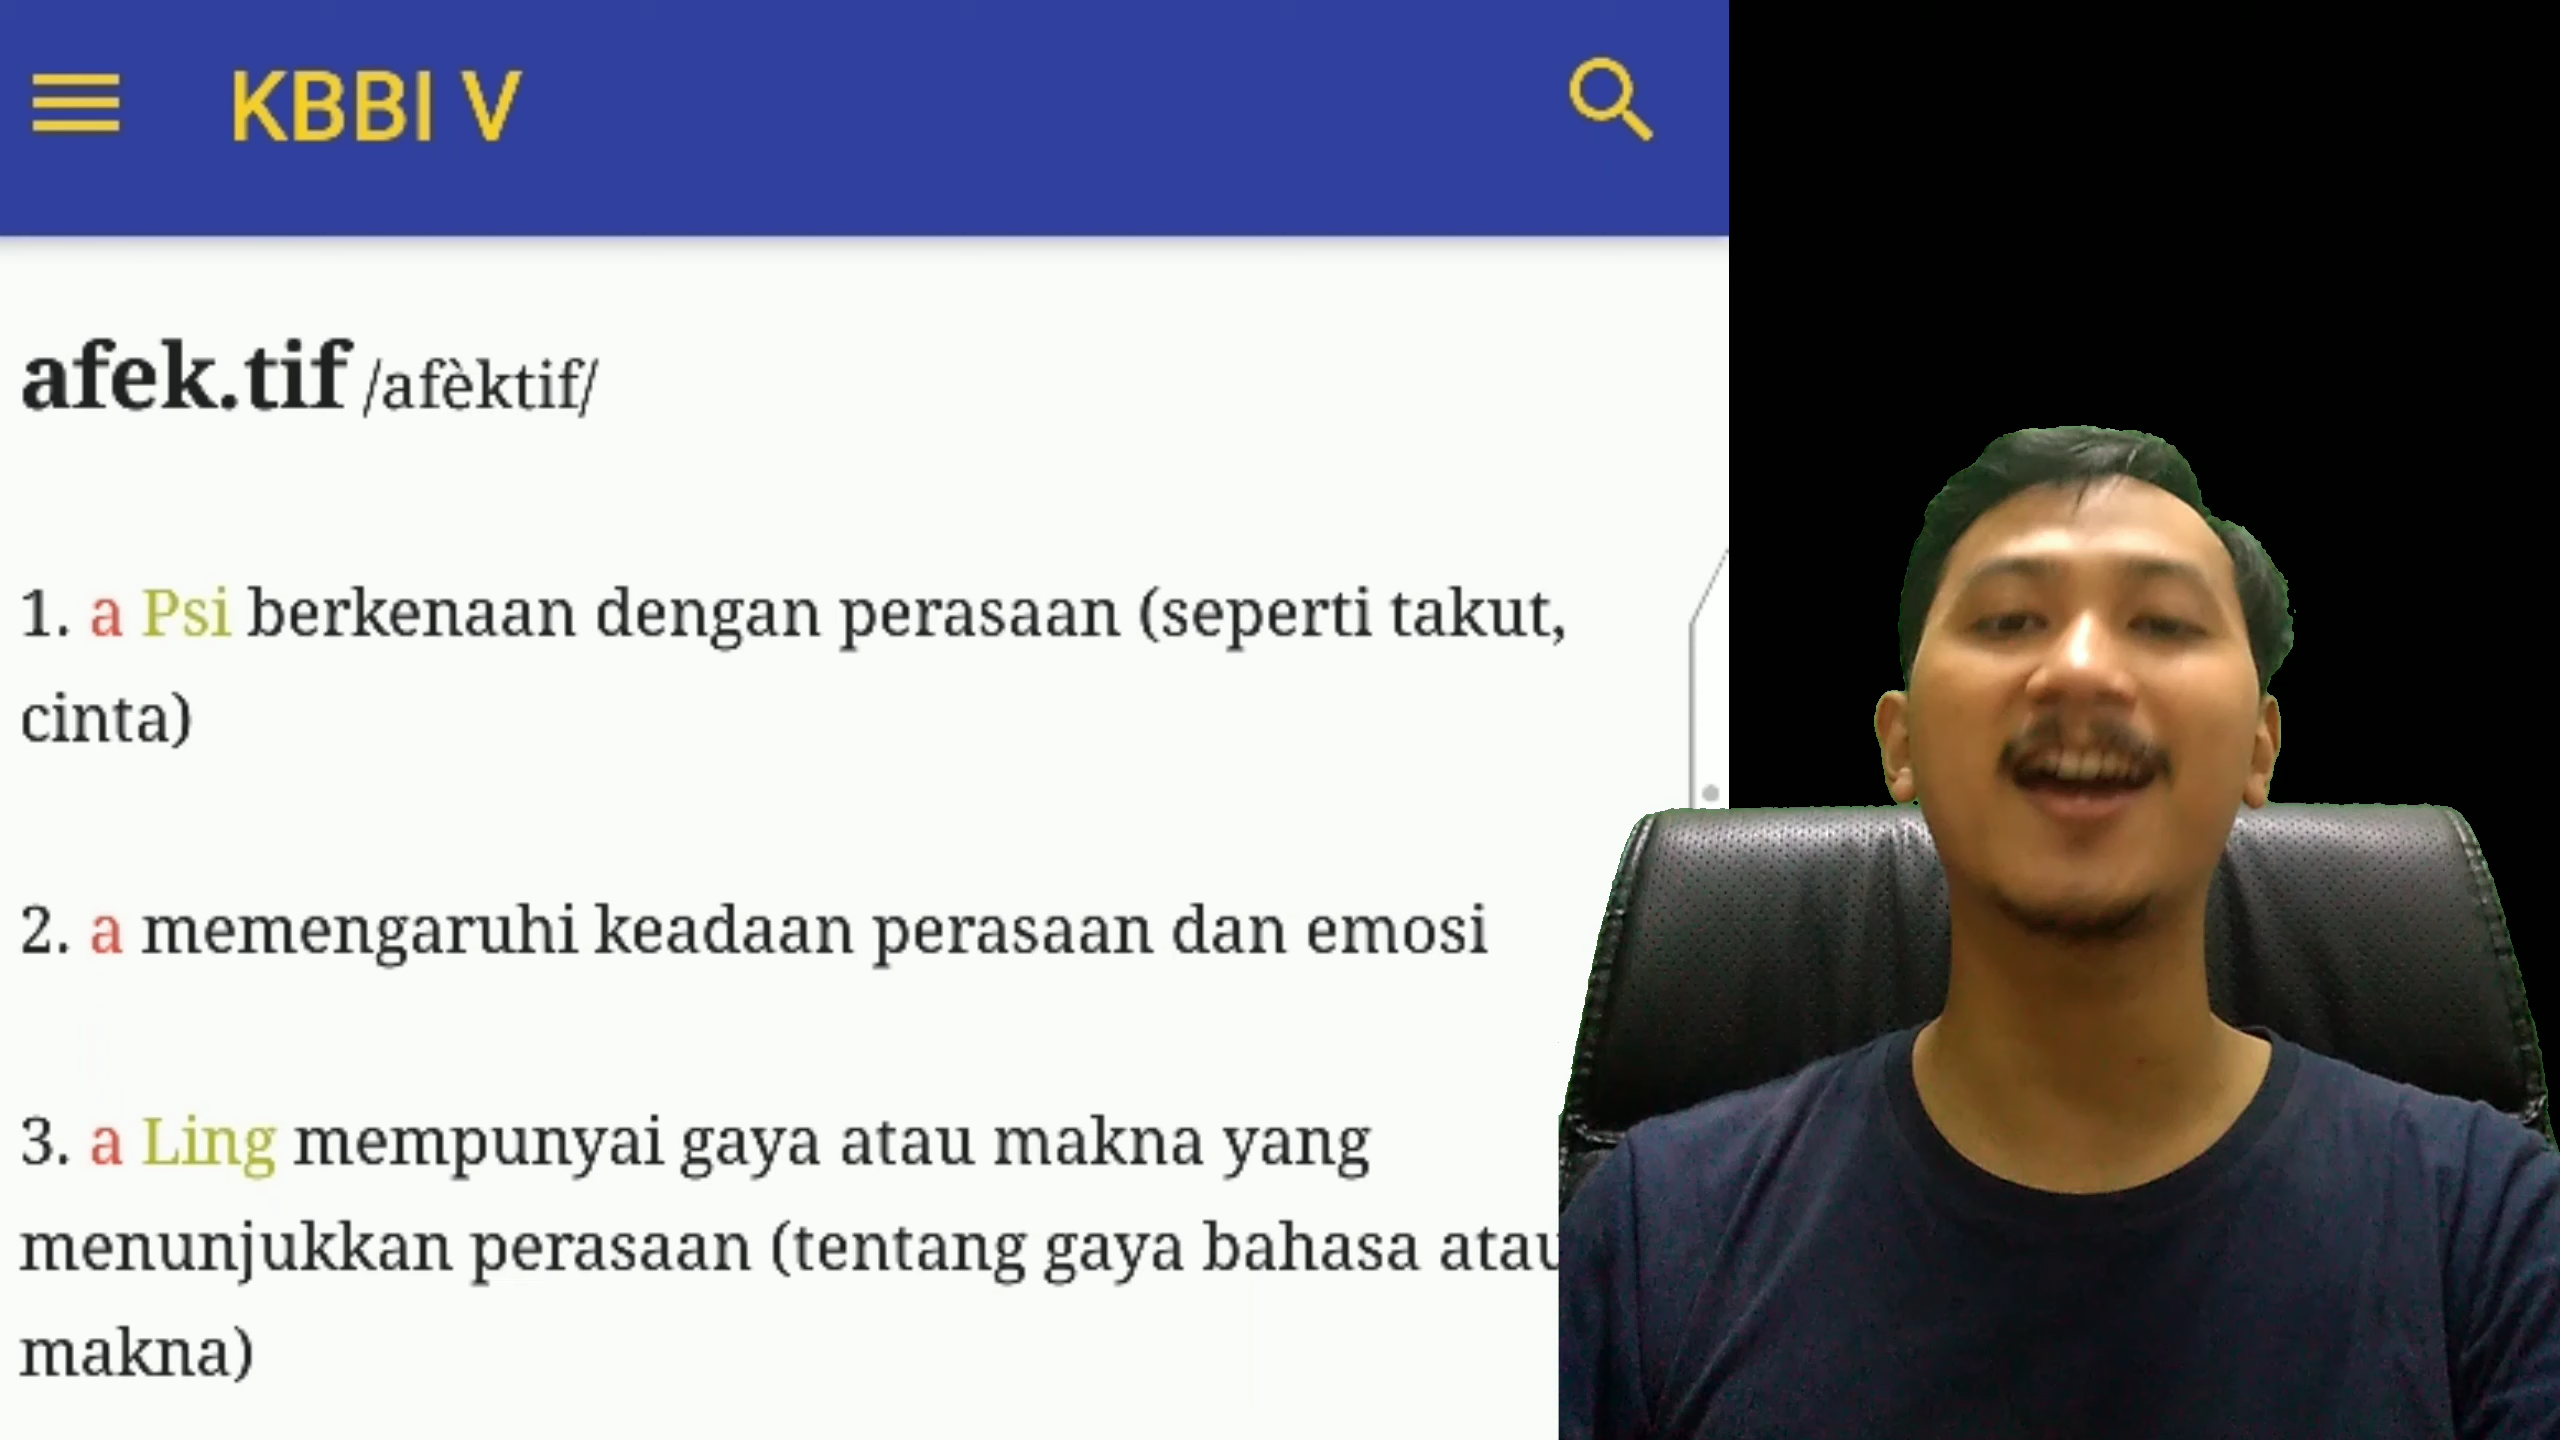 KBBI V
afek.tif /afèktif/
1. a Psi berkenaan dengan perasaan (seperti takut,
cinta)
2. a memengaruhi keadaan perasaan dan emosi
3. a Ling mempunyai gaya atau makna yang
menunjukkan perasaan (tentang gaya bahasa atau
makna)